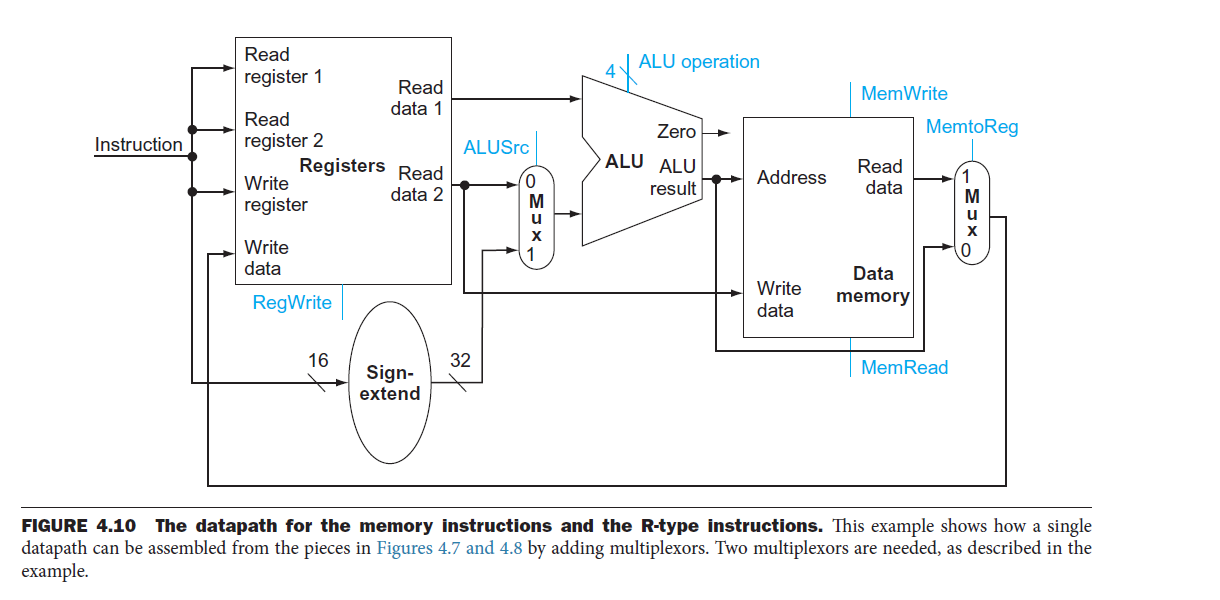 Read
register 1
Read
register 2
Registers
Write
register
Write
data
Read
data 1
Read
data 2
Instruction
RegWrite
16
Sign-
extend
32
ALUSrc
0
M
u
x
1
4
ALU operation
Zero
ALU
ALU
result
MemWrite
Address
Read
data
Write
data
Data
memory
MemRead
MemtoReg
1
M
u
x
0
FIGURE 4.10 The datapath for the memory instructions and the R-type instructions. This example shows how a single
datapath can be assembled from the pieces in Figures 4.7 and 4.8 by adding multiplexors. Two multiplexors are needed, as described in the
example.